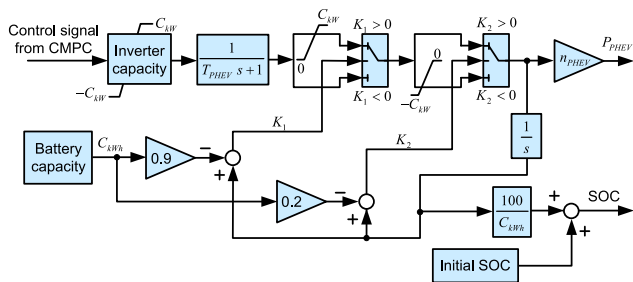 Control signal
from CMPC
C_kW
Inverter
capacity
−C_kW
1
T_PHEV s+1
C_kW
0
K_1 > 0
K_1 < 0
0
−C_kW
K_2 > 0
K_2 < 0
n_PHEV
P_PHEV
1
s
K_1
K_2
Battery
capacity
C_kWh
0.9
−
+
0.2
−
+
100
C_kWh
+
+
SOC
Initial SOC